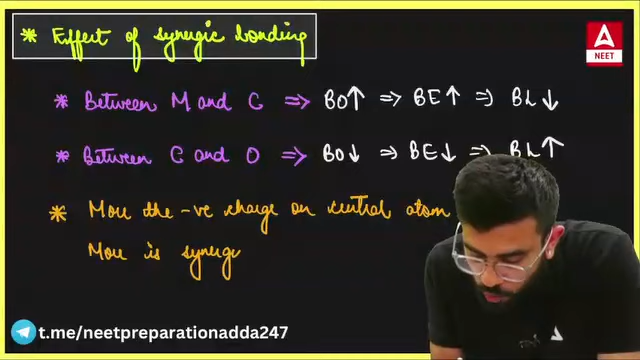 * Effect of synergic bonding
A
NEET
* Between M and C ⇒ BO↑ ⇒ BE↑ ⇒ BL↓
* Between C and O ⇒ BO↓ ⇒ BE↓ ⇒ BL↑
* More the -ve charge on central atom
More is synerg
t.me/neetpreparationadda247